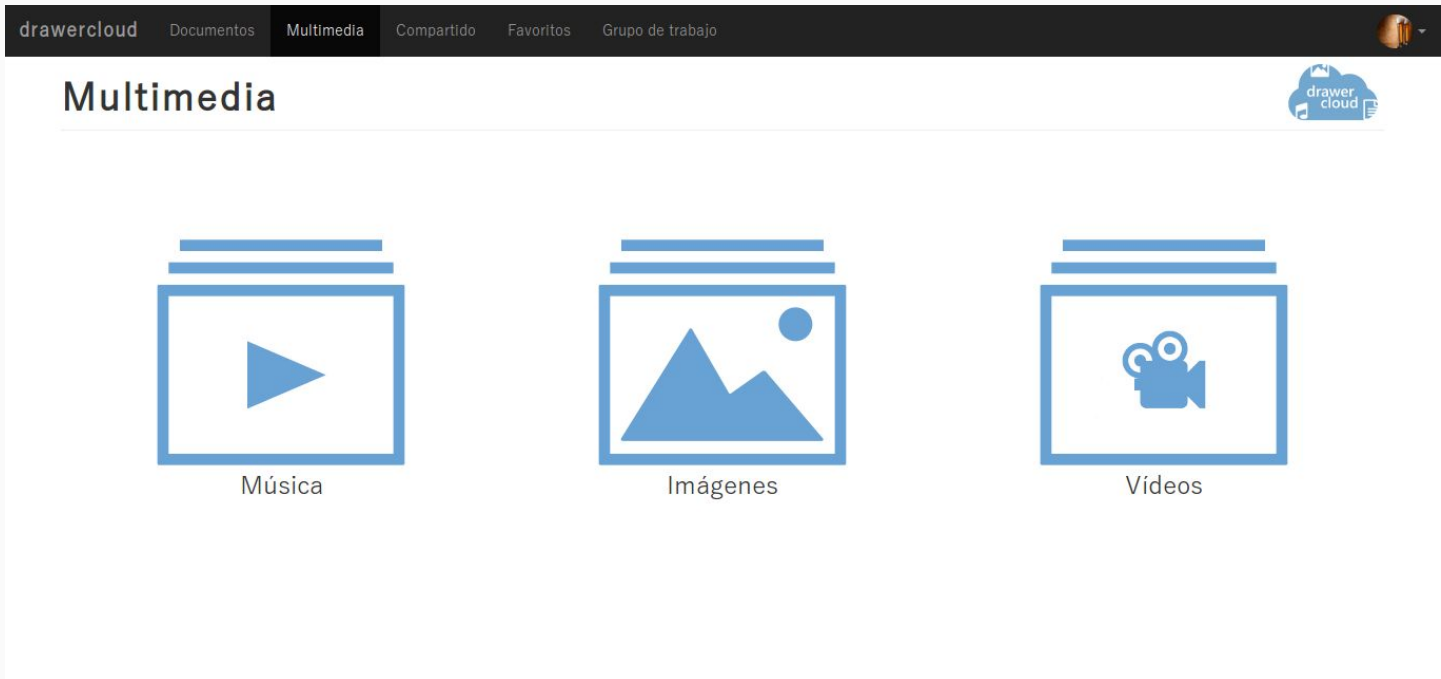 drawercloud Documentos Multimedia Compartido Favoritos Grupo de trabajo
Multimedia
drawer
cloud
Música Imágenes Vídeos